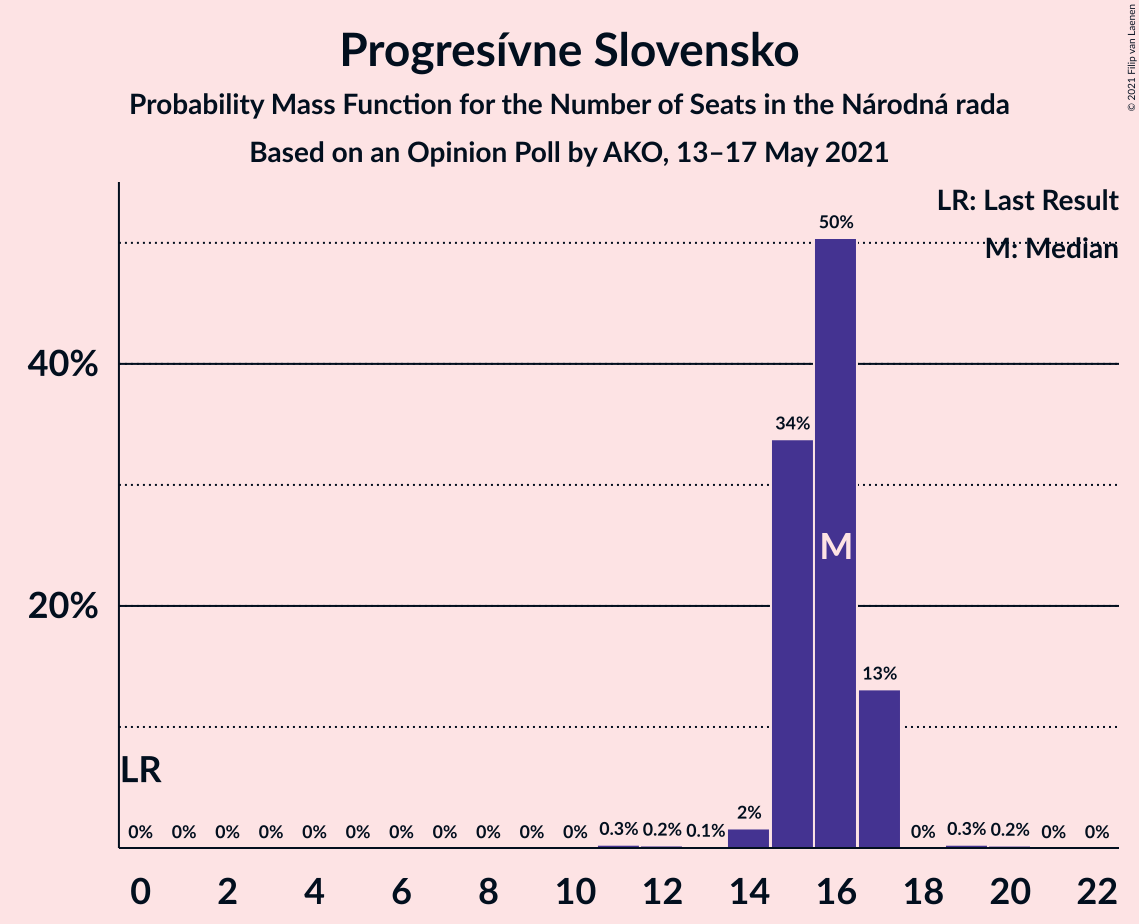 Progresívne Slovensko
Probability Mass Function for the Number of Seats in the Národná rada
Based on an Opinion Poll by AKO, 13–17 May 2021
© 2021 Filip van Laenen
LR: Last Result
M: Median
50%
40%
34%
M
20%
13%
LR
0% 0% 0% 0% 0% 0% 0% 0% 0% 0% 0% 0.3% 0.2% 0.1% 2% 0% 0.3% 0.2% 0% 0%
0 2 4 6 8 10 12 14 16 18 20 22